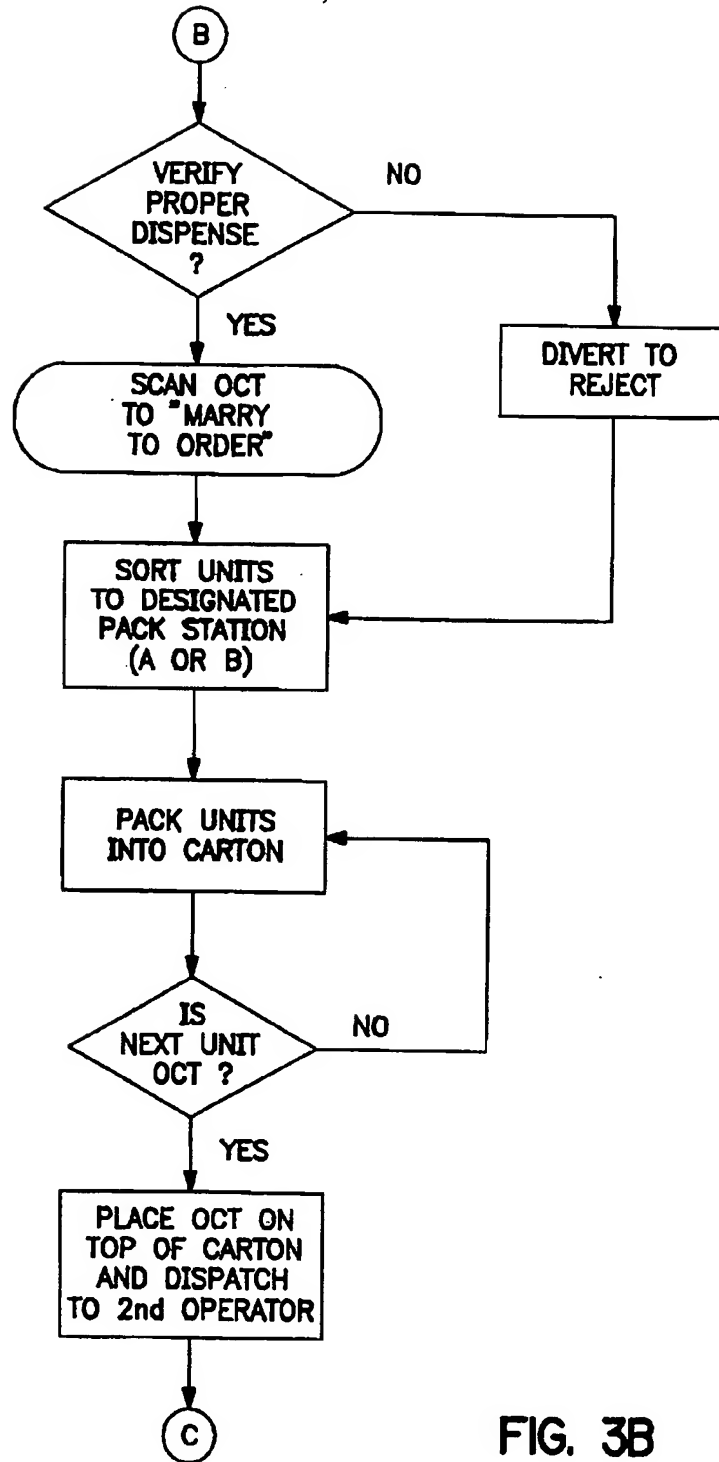 B
VERIFY
PROPER
DISPENSE
?
NO
YES
DIVERT TO
REJECT
SCAN OCT
TO "MARRY
TO ORDER"
SORT UNITS
TO DESIGNATED
PACK STATION
(A OR B)
PACK UNITS
INTO CARTON
IS
NEXT UNIT
OCT ?
NO
YES
PLACE OCT ON
TOP OF CARTON
AND DISPATCH
TO 2nd OPERATOR
C
FIG. 3B